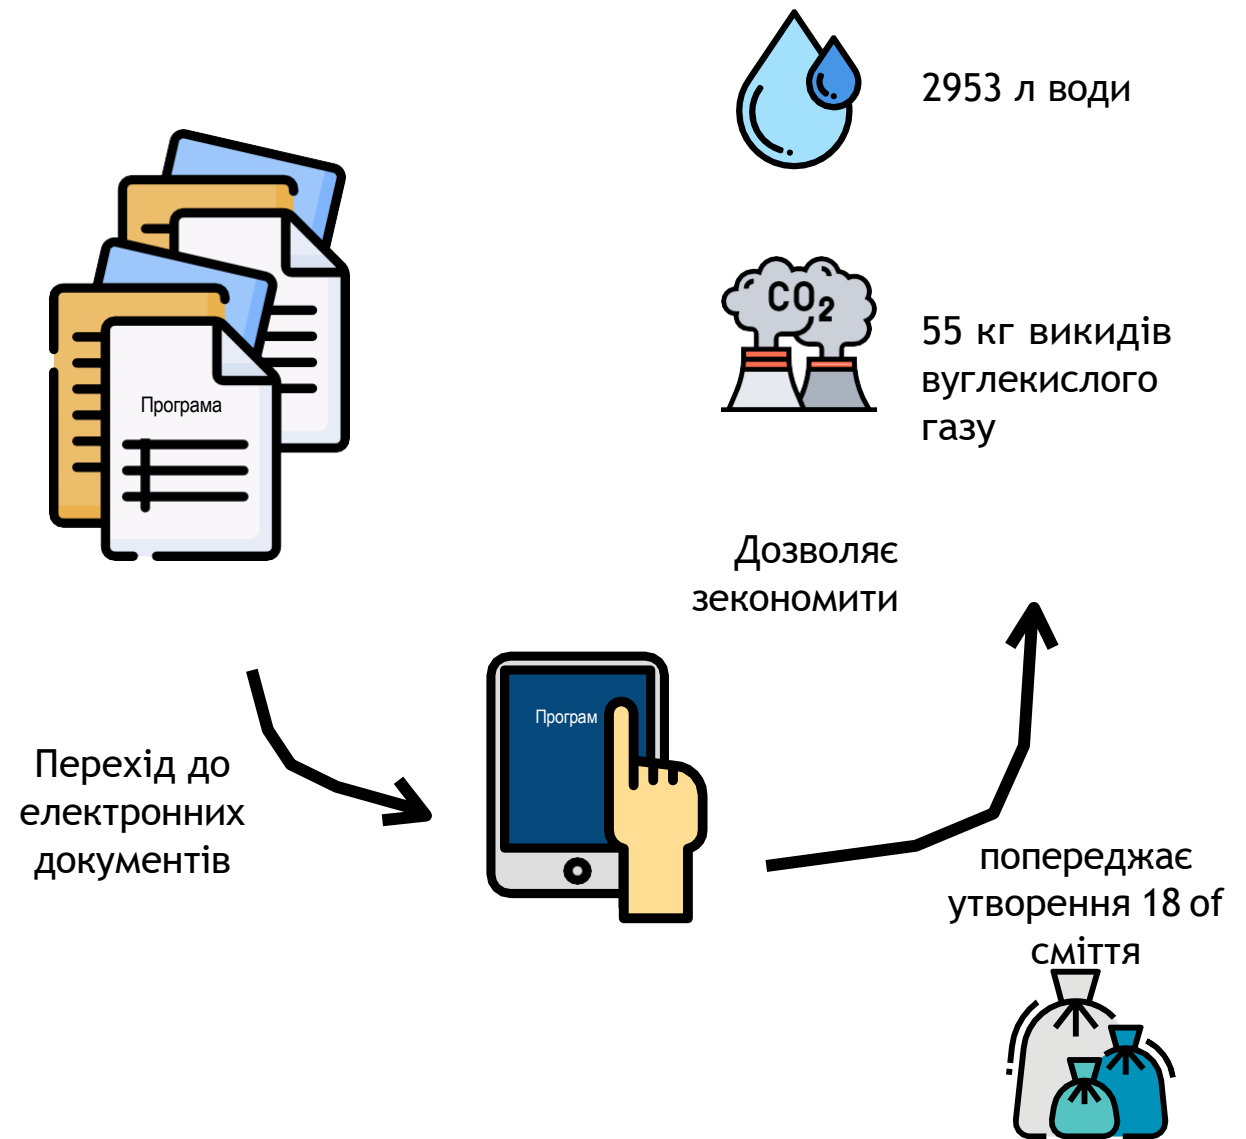 2953 л води
CO2
55 кг викидів
вуглекислого
газу
Програма
Дозволяє
зекономити
Програм
Перехід до
електронних
документів
попереджає
утворення 18 of
сміття